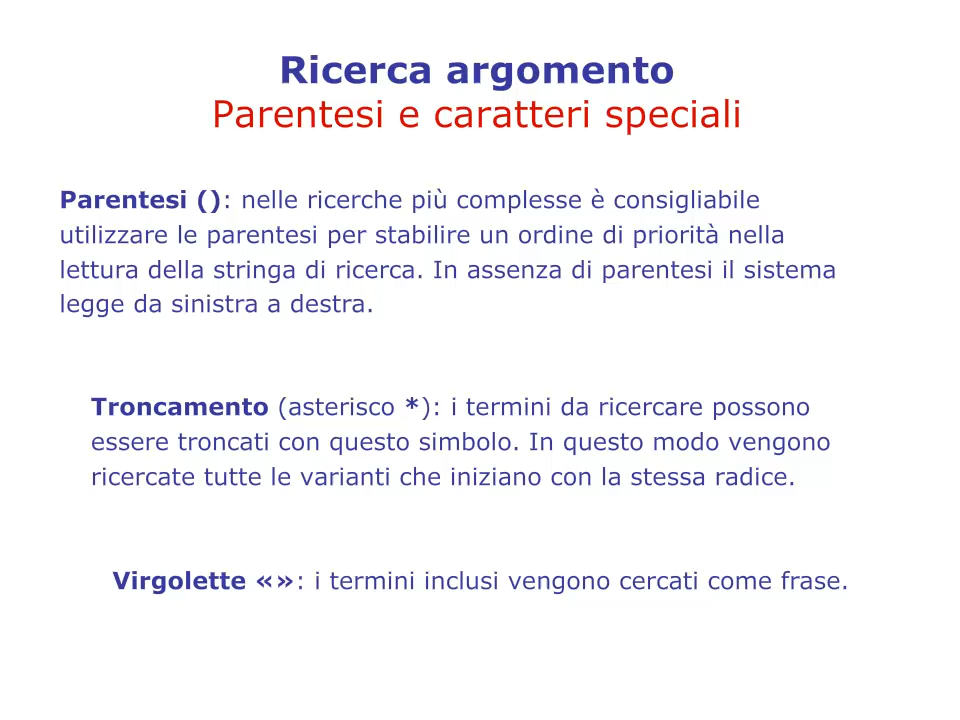 Ricerca argomento
Parentesi e caratteri speciali
Parentesi (): nelle ricerche più complesse è consigliabile
utilizzare le parentesi per stabilire un ordine di priorità nella
lettura della stringa di ricerca. In assenza di parentesi il sistema
legge da sinistra a destra.
Troncamento (asterisco *): i termini da ricercare possono
essere troncati con questo simbolo. In questo modo vengono
ricercate tutte le varianti che iniziano con la stessa radice.
Virgolette «»: i termini inclusi vengono cercati come frase.